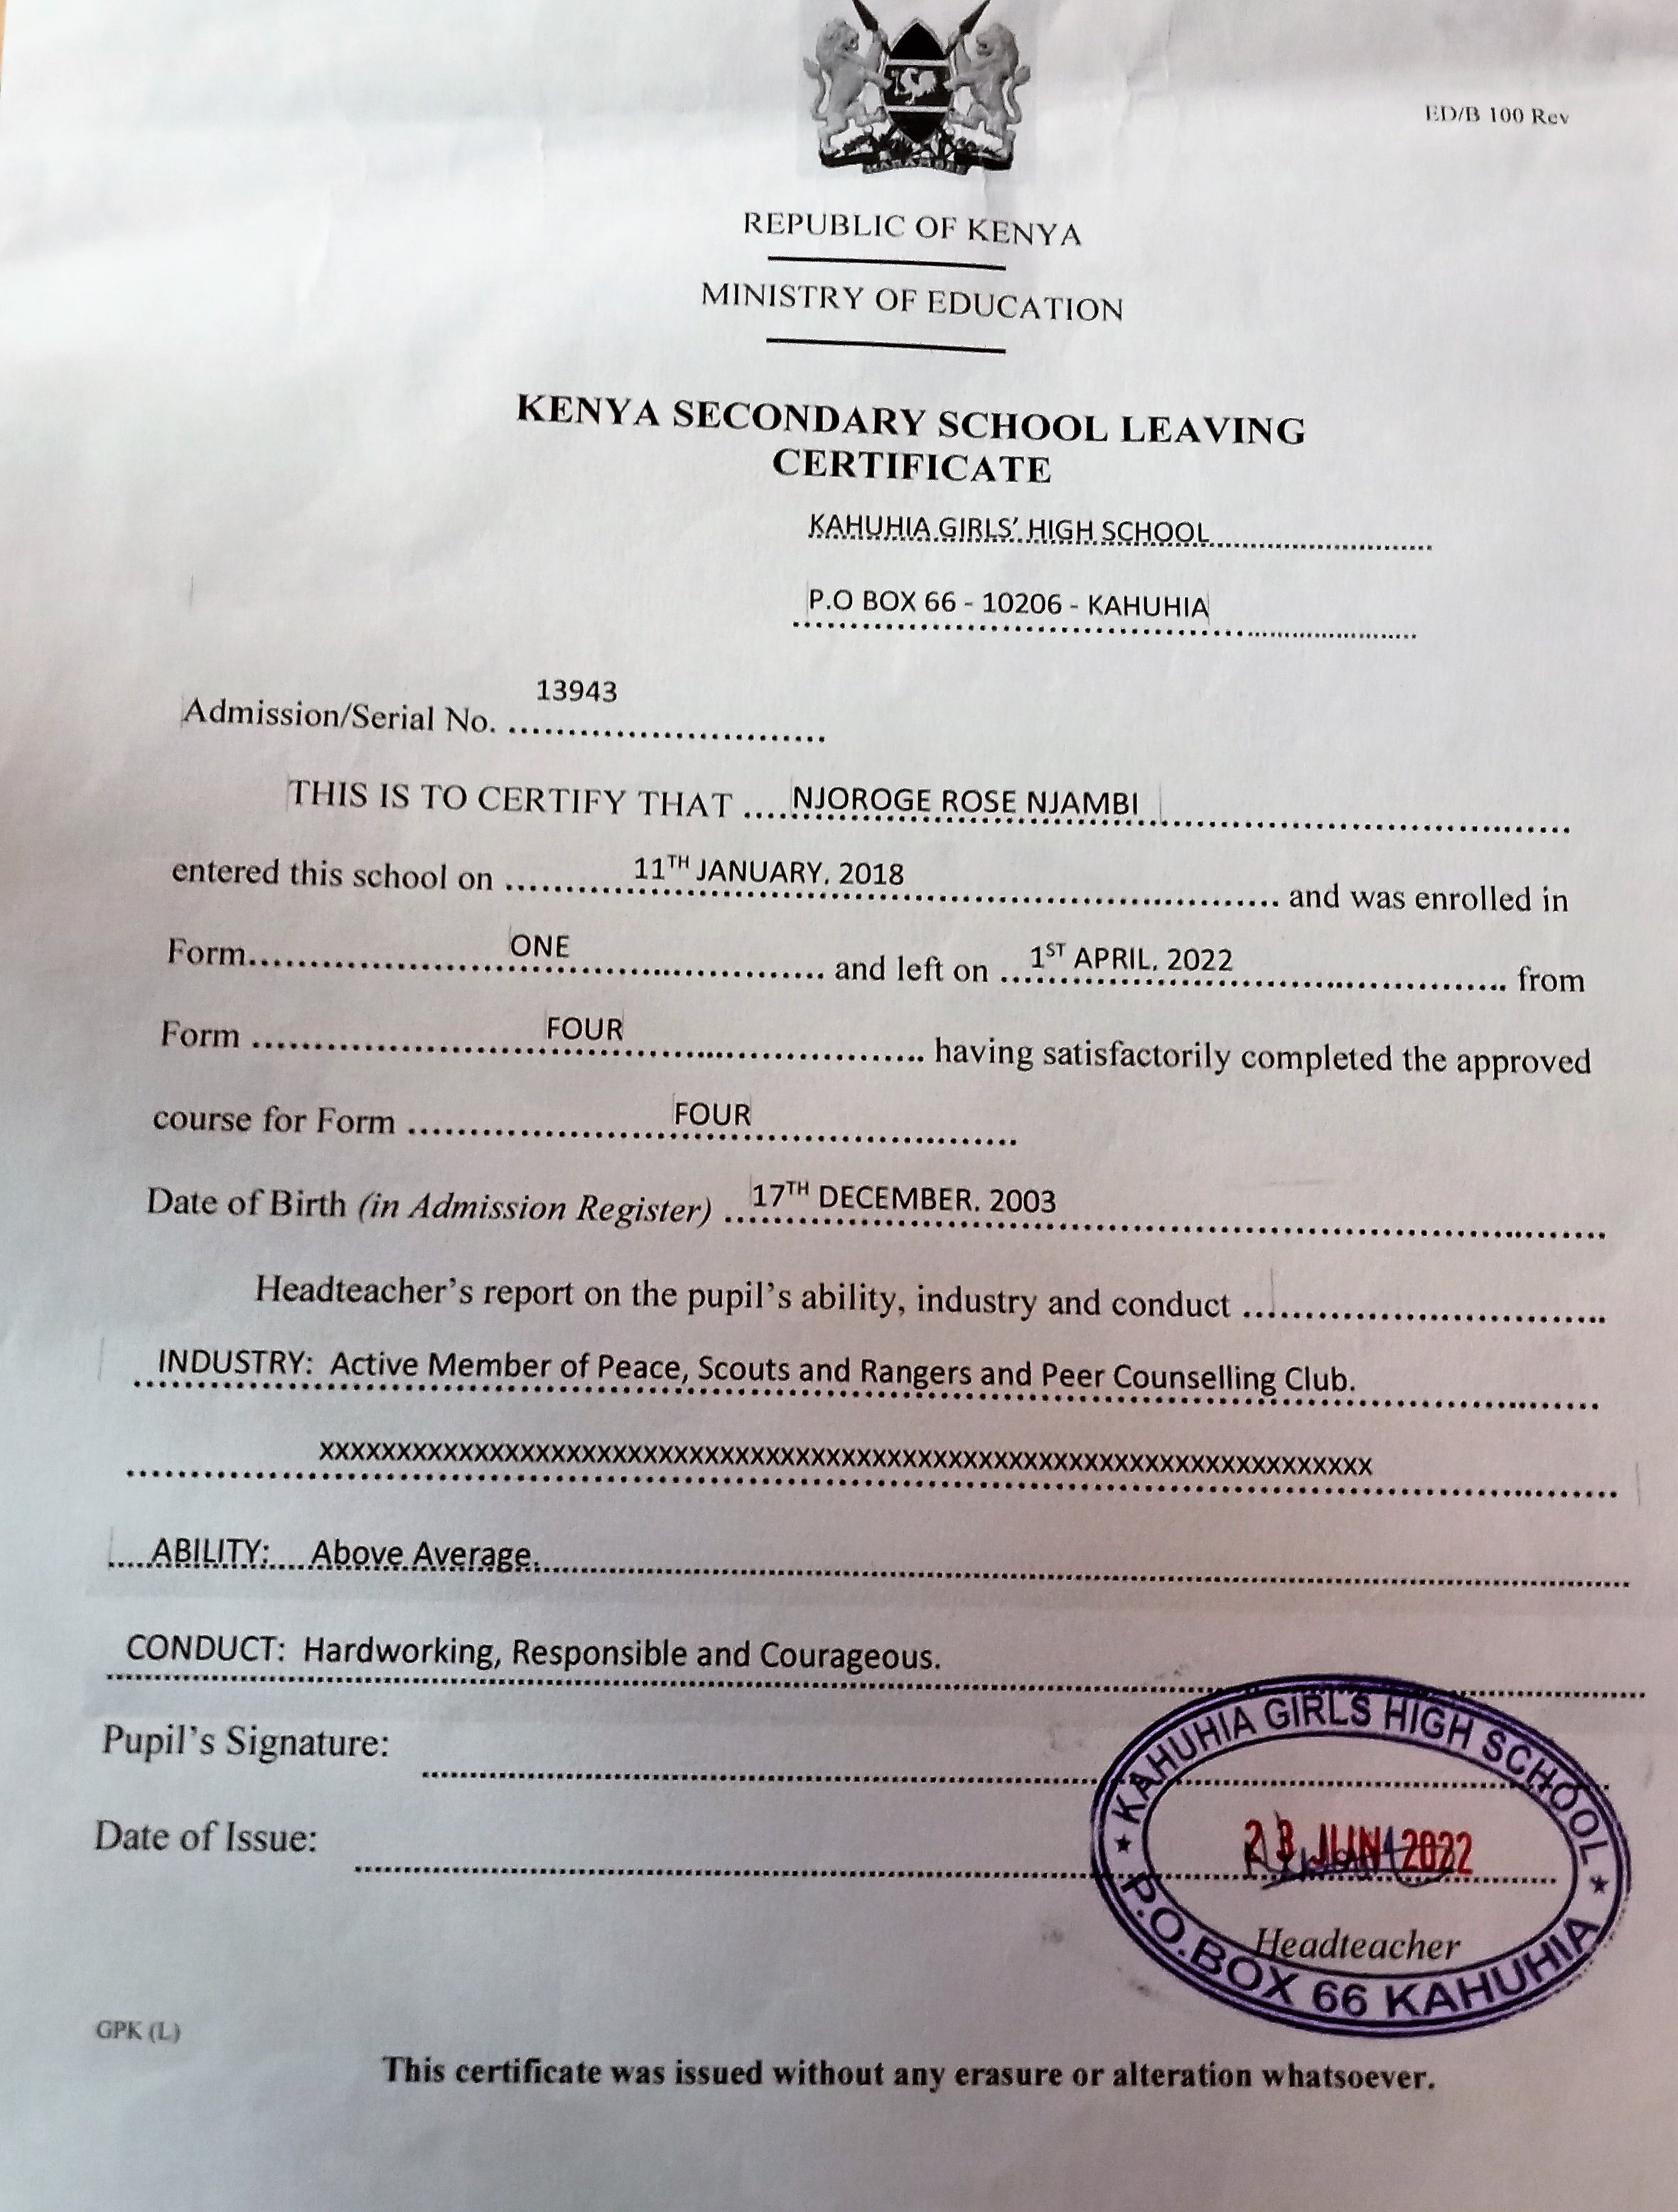 ED/B 100 Rev
REPUBLIC OF KENYA
MINISTRY OF EDUCATION
KENYA SECONDARY SCHOOL LEAVING
CERTIFICATE
KAHUHIA GIRLS' HIGH SCHOOL
P.O BOX 66 - 10206 - KAHUHIA
Admission/Serial No. 13943
THIS IS TO CERTIFY THAT NJOROGE ROSE NJAMBI
entered this school on 11TH JANUARY, 2018 and was enrolled in
Form ONE and left on 1ST APRIL, 2022 from
Form FOUR having satisfactorily completed the approved
course for Form FOUR
Date of Birth (in Admission Register) 17TH DECEMBER, 2003
Headteacher's report on the pupil's ability, industry and conduct
INDUSTRY: Active Member of Peace, Scouts and Rangers and Peer Counselling Club.
XXXXXXXXXXXXXXXXXXXXXXXXXXXXXXXXXXXXXXXXXXXXXXXXXXXXXXXXXXXXXXXXXXXX
ABILITY: Above Average.
CONDUCT: Hardworking, Responsible and Courageous.
Pupil's Signature:
Date of Issue:
KAHUHIA GIRLS HIGH SCHOOL
23 JUN 2022
Headteacher
P.O.BOX 66 KAHUHIA
GPK (L)
This certificate was issued without any erasure or alteration whatsoever.